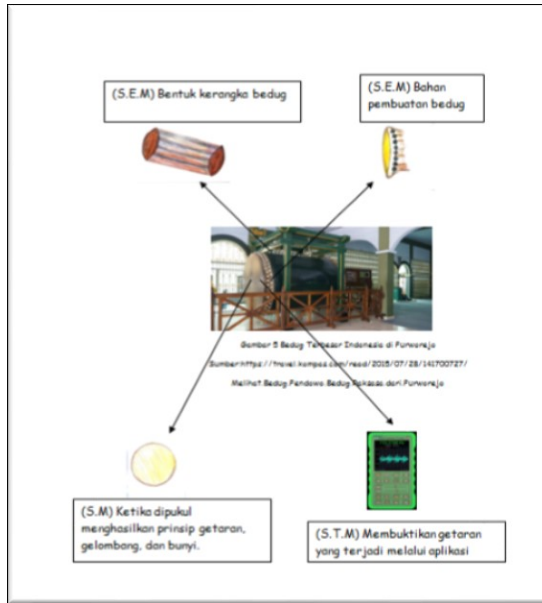 (S.E.M) Bentuk kerangka bedug
(S.E.M) Bahan
pembuatan bedug
Gambar 5 Bedug Terbesar Indonesia di Purworejo
Sumber:https://travel.kompas.com/read/2015/07/28/141700727/
Melihat.Bedug.Pendowo.Bedug.Raksasa.dari.Purworejo
(S.M) Ketika dipukul
menghasilkan prinsip getaran,
gelombang, dan bunyi.
(S.T.M) Membuktikan getaran
yang terjadi melalui aplikasi